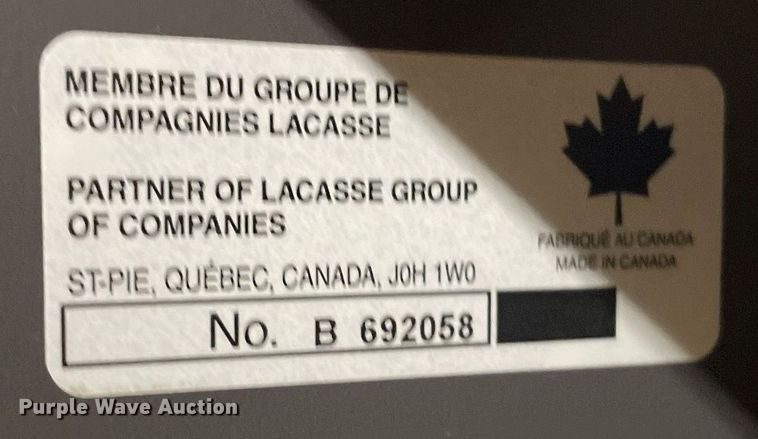 MEMBRE DU GROUPE DE
COMPAGNIES LACASSE
PARTNER OF LACASSE GROUP
OF COMPANIES
ST-PIE, QUÉBEC, CANADA, J0H 1W0
No. B 692058
FABRIQUÉ AU CANADA
MADE IN CANADA
Purple Wave Auction